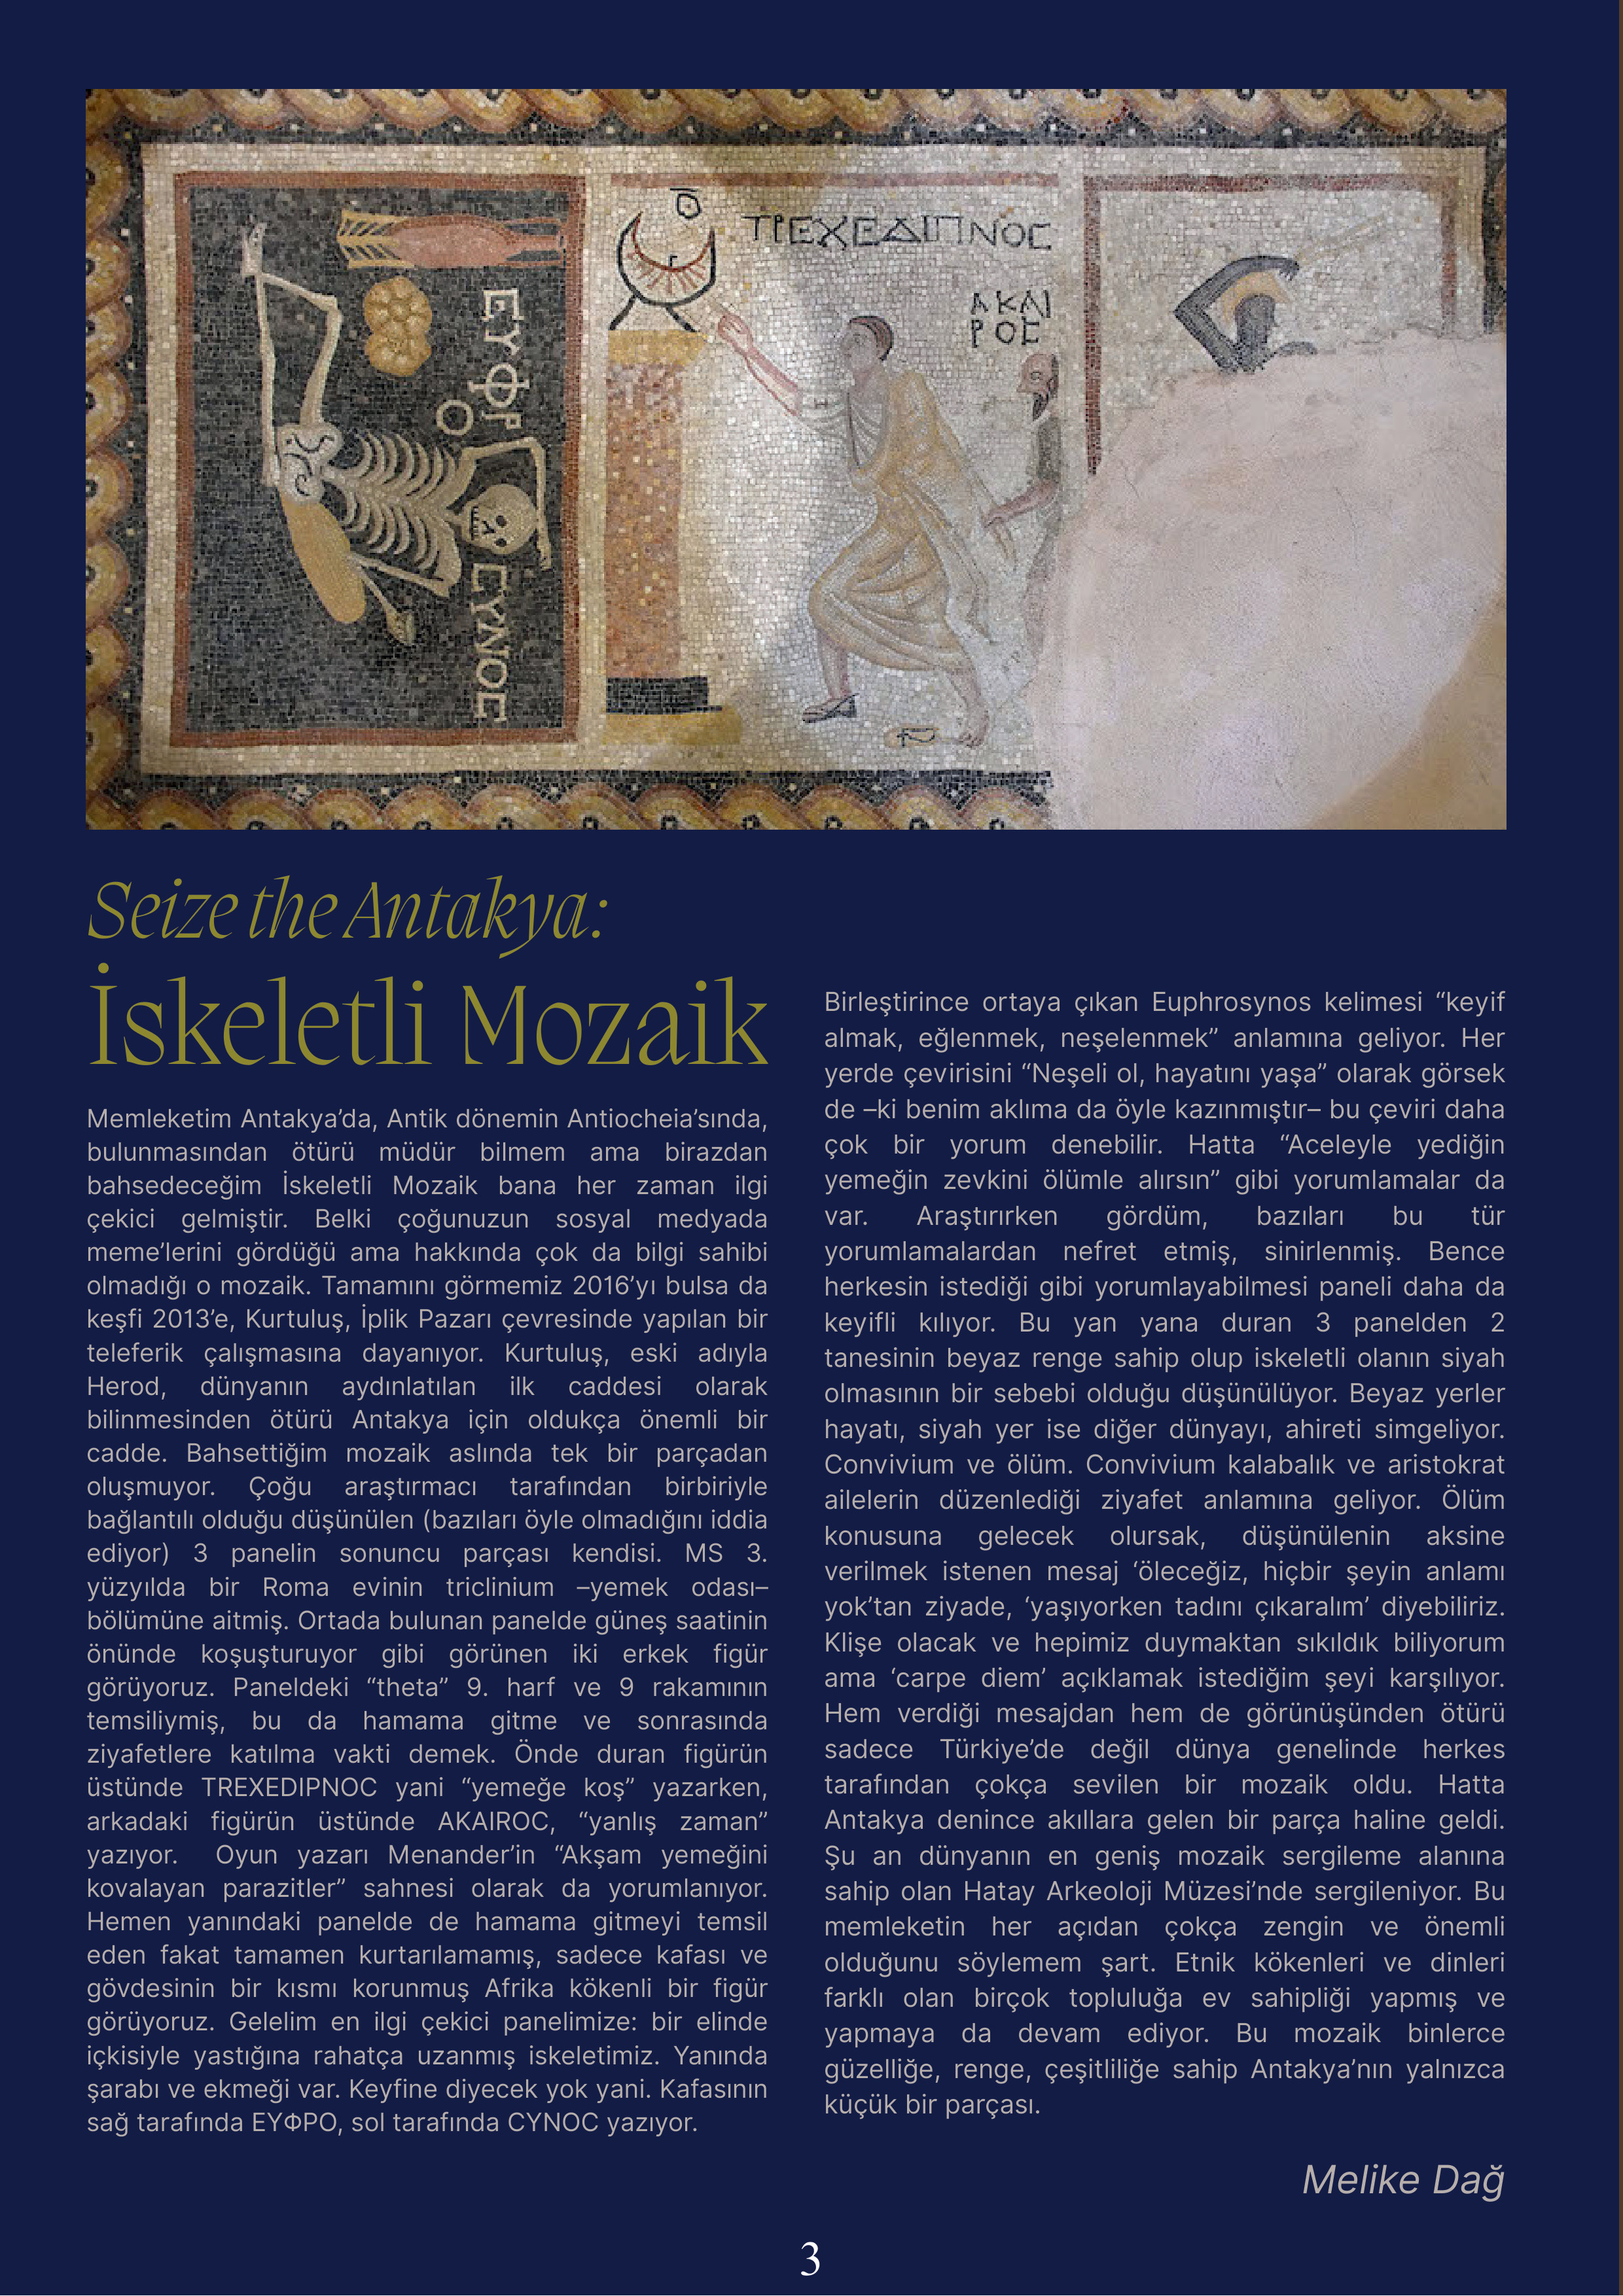 Ō
ΤΡΕΧΕΔΙΠΝΟC
ΑΚΑΙ
ΡΟC
ΕΥΦΡ
Ο
CΥΝΟC
Seize the Antakya:
İskeletli Mozaik
Memleketim Antakya’da, Antik dönemin Antiocheia’sında,
bulunmasından ötürü müdür bilmem ama birazdan
bahsedeceğim İskeletli Mozaik bana her zaman ilgi
çekici gelmiştir. Belki çoğunuzun sosyal medyada
meme’lerini gördüğü ama hakkında çok da bilgi sahibi
olmadığı o mozaik. Tamamını görmemiz 2016’yı bulsa da
keşfi 2013’e, Kurtuluş, İplik Pazarı çevresinde yapılan bir
teleferik çalışmasına dayanıyor. Kurtuluş, eski adıyla
Herod, dünyanın aydınlatılan ilk caddesi olarak
bilinmesinden ötürü Antakya için oldukça önemli bir
cadde. Bahsettiğim mozaik aslında tek bir parçadan
oluşmuyor. Çoğu araştırmacı tarafından birbiriyle
bağlantılı olduğu düşünülen (bazıları öyle olmadığını iddia
ediyor) 3 panelin sonuncu parçası kendisi. MS 3.
yüzyılda bir Roma evinin triclinium –yemek odası–
bölümüne aitmiş. Ortada bulunan panelde güneş saatinin
önünde koşuşturuyor gibi görünen iki erkek figür
görüyoruz. Paneldeki “theta” 9. harf ve 9 rakamının
temsiliymiş, bu da hamama gitme ve sonrasında
ziyafetlere katılma vakti demek. Önde duran figürün
üstünde TREXEDIPNOC yani “yemeğe koş” yazarken,
arkadaki figürün üstünde AKAIROC, “yanlış zaman”
yazıyor. Oyun yazarı Menander’in “Akşam yemeğini
kovalayan parazitler” sahnesi olarak da yorumlanıyor.
Hemen yanındaki panelde de hamama gitmeyi temsil
eden fakat tamamen kurtarılamamış, sadece kafası ve
gövdesinin bir kısmı korunmuş Afrika kökenli bir figür
görüyoruz. Gelelim en ilgi çekici panelimize: bir elinde
içkisiyle yastığına rahatça uzanmış iskeletimiz. Yanında
şarabı ve ekmeği var. Keyfine diyecek yok yani. Kafasının
sağ tarafında ΕΥΦΡΟ, sol tarafında CYNOC yazıyor.
Birleştirince ortaya çıkan Euphrosynos kelimesi “keyif
almak, eğlenmek, neşelenmek” anlamına geliyor. Her
yerde çevirisini “Neşeli ol, hayatını yaşa” olarak görsek
de –ki benim aklıma da öyle kazınmıştır– bu çeviri daha
çok bir yorum denebilir. Hatta “Aceleyle yediğin
yemeğin zevkini ölümle alırsın” gibi yorumlamalar da
var. Araştırırken gördüm, bazıları bu tür
yorumlamalardan nefret etmiş, sinirlenmiş. Bence
herkesin istediği gibi yorumlayabilmesi paneli daha da
keyifli kılıyor. Bu yan yana duran 3 panelden 2
tanesinin beyaz renge sahip olup iskeletli olanın siyah
olmasının bir sebebi olduğu düşünülüyor. Beyaz yerler
hayatı, siyah yer ise diğer dünyayı, ahireti simgeliyor.
Convivium ve ölüm. Convivium kalabalık ve aristokrat
ailelerin düzenlediği ziyafet anlamına geliyor. Ölüm
konusuna gelecek olursak, düşünülenin aksine
verilmek istenen mesaj ‘öleceğiz, hiçbir şeyin anlamı
yok’tan ziyade, ‘yaşıyorken tadını çıkaralım’ diyebiliriz.
Klişe olacak ve hepimiz duymaktan sıkıldık biliyorum
ama ‘carpe diem’ açıklamak istediğim şeyi karşılıyor.
Hem verdiği mesajdan hem de görünüşünden ötürü
sadece Türkiye’de değil dünya genelinde herkes
tarafından çokça sevilen bir mozaik oldu. Hatta
Antakya denince akıllara gelen bir parça haline geldi.
Şu an dünyanın en geniş mozaik sergileme alanına
sahip olan Hatay Arkeoloji Müzesi’nde sergileniyor. Bu
memleketin her açıdan çokça zengin ve önemli
olduğunu söylemem şart. Etnik kökenleri ve dinleri
farklı olan birçok topluluğa ev sahipliği yapmış ve
yapmaya da devam ediyor. Bu mozaik binlerce
güzelliğe, renge, çeşitliliğe sahip Antakya’nın yalnızca
küçük bir parçası.
Melike Dağ
3